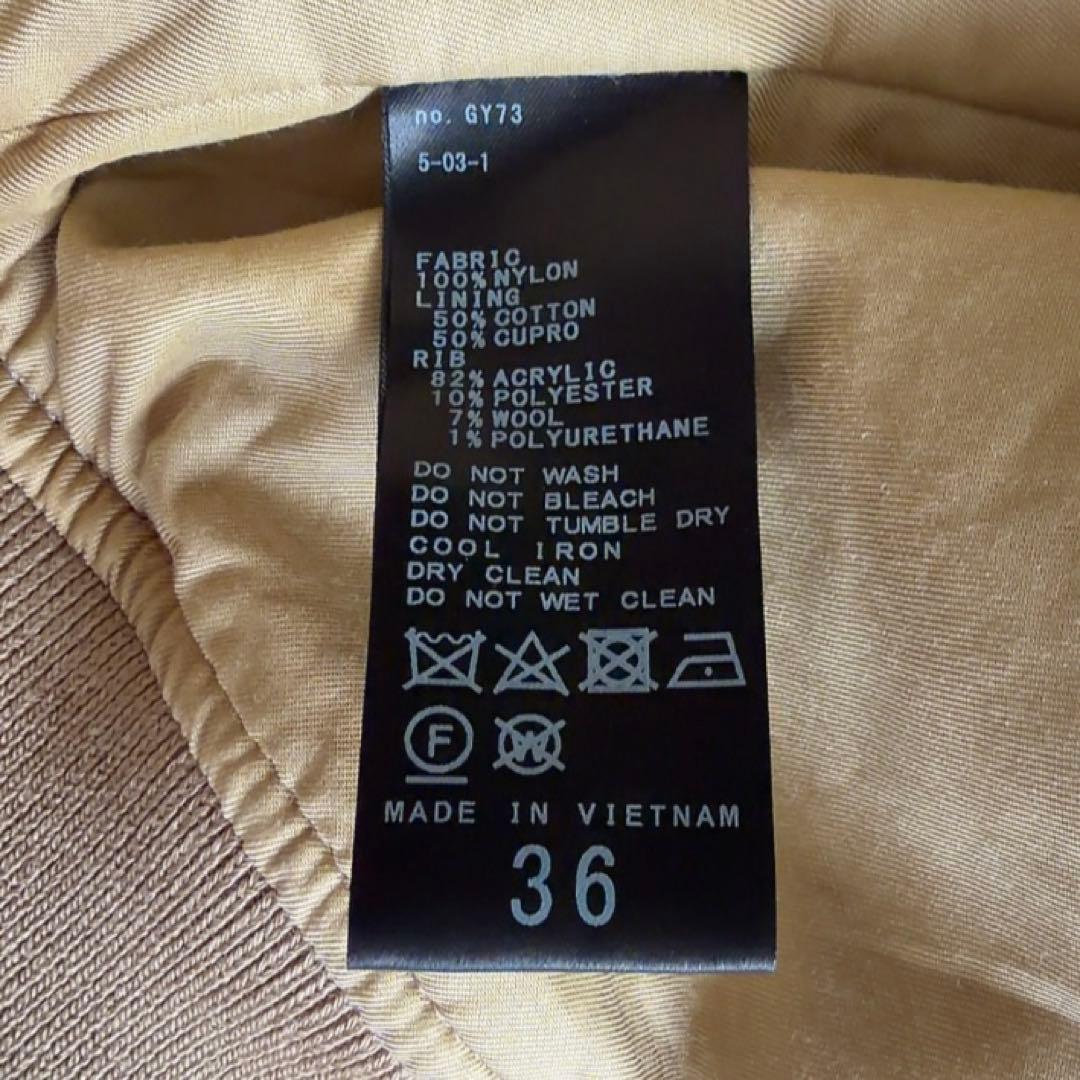 no. GY73
5-03-1
FABRIC
100% NYLON
LINING
50% COTTON
50% CUPRO
RIB
82% ACRYLIC
10% POLYESTER
7% WOOL
1% POLYURETHANE
DO NOT WASH
DO NOT BLEACH
DO NOT TUMBLE DRY
COOL IRON
DRY CLEAN
DO NOT WET CLEAN
F W
MADE IN VIETNAM
36